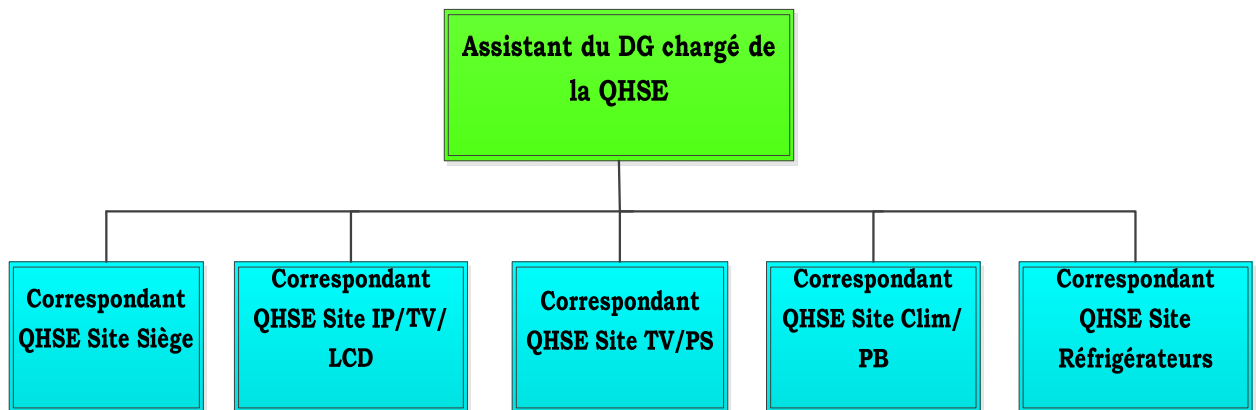 Assistant du DG chargé de
la QHSE
Correspondant
QHSE Site Siège
Correspondant
QHSE Site IP/TV/
LCD
Correspondant
QHSE Site TV/PS
Correspondant
QHSE Site Clim/
PB
Correspondant
QHSE Site
Réfrigérateurs